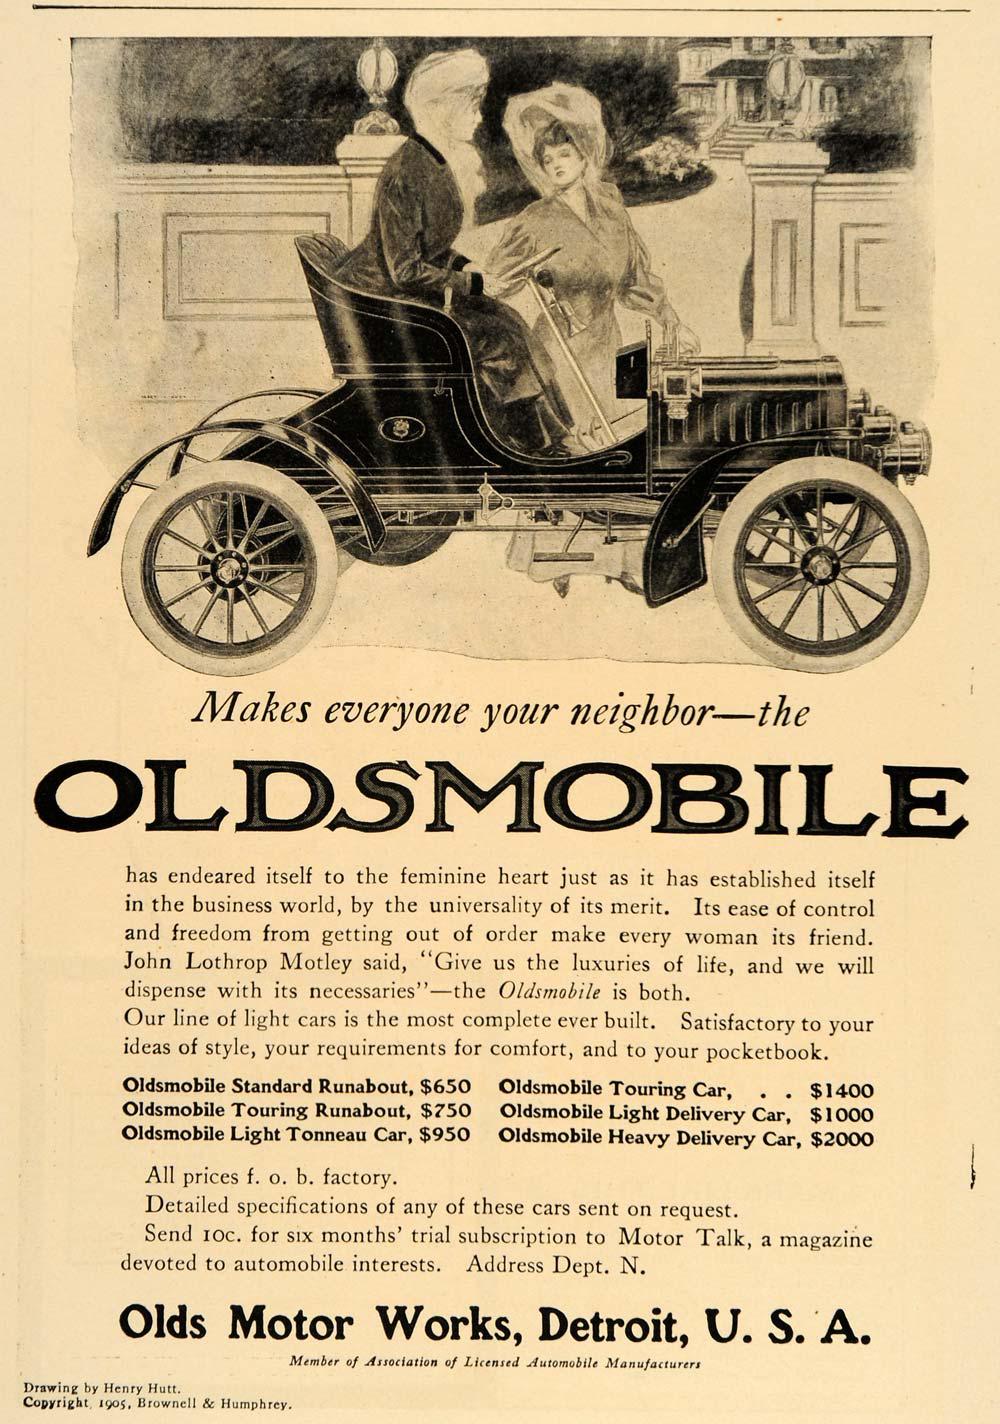 Makes everyone your neighbor—the
OLDSMOBILE
has endeared itself to the feminine heart just as it has established itself
in the business world, by the universality of its merit. Its ease of control
and freedom from getting out of order make every woman its friend.
John Lothrop Motley said, “Give us the luxuries of life, and we will
dispense with its necessaries”—the Oldsmobile is both.
Our line of light cars is the most complete ever built. Satisfactory to your
ideas of style, your requirements for comfort, and to your pocketbook.
Oldsmobile Standard Runabout, $650 Oldsmobile Touring Car, . . $1400
Oldsmobile Touring Runabout, $750 Oldsmobile Light Delivery Car, $1000
Oldsmobile Light Tonneau Car, $950 Oldsmobile Heavy Delivery Car, $2000
All prices f. o. b. factory.
Detailed specifications of any of these cars sent on request.
Send 10c. for six months’ trial subscription to Motor Talk, a magazine
devoted to automobile interests. Address Dept. N.
Olds Motor Works, Detroit, U. S. A.
Member of Association of Licensed Automobile Manufacturers
Drawing by Henry Hutt.
Copyright, 1905, Brownell & Humphrey.